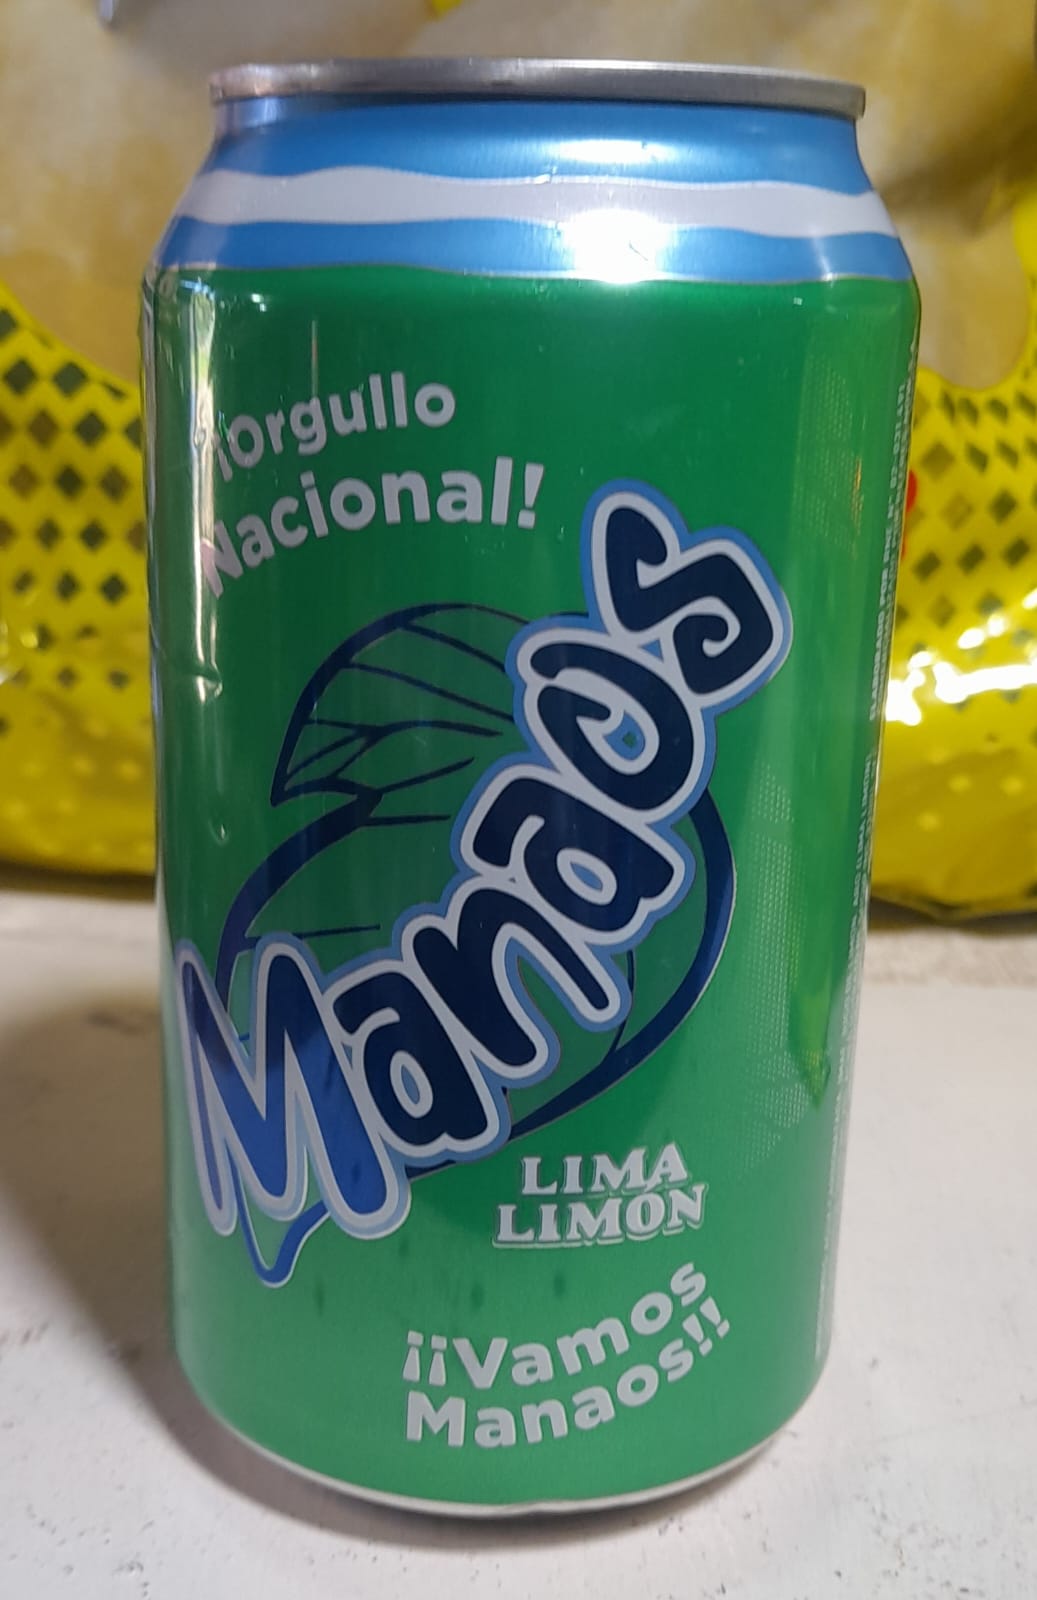 ¡Orgullo
Nacional!
Manaos
LIMA
LIMÓN
¡¡Vamos
Manaos!!